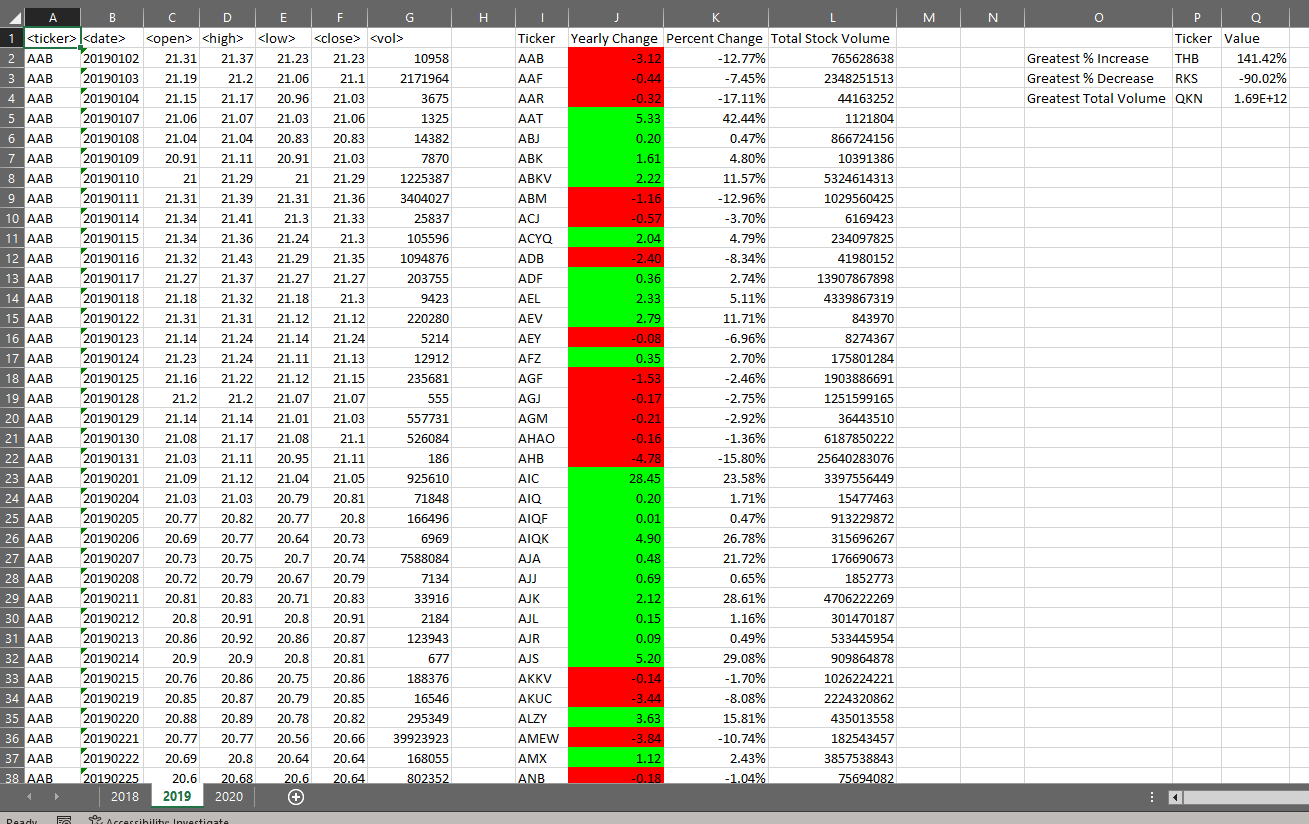 A B C D E F G H I J K L M N O P Q
1 <ticker> <date> <open> <high> <low> <close> <vol> Ticker Yearly Change Percent Change Total Stock Volume Ticker Value
2 AAB 20190102 21.31 21.37 21.23 21.23 10958 AAB -3.12 -12.77% 765628638 Greatest % Increase THB 141.42%
3 AAB 20190103 21.19 21.2 21.06 21.1 2171964 AAF -0.44 -7.45% 2348251513 Greatest % Decrease RKS -90.02%
4 AAB 20190104 21.15 21.17 20.96 21.03 3675 AAR -0.32 -17.11% 44163252 Greatest Total Volume QKN 1.69E+12
5 AAB 20190107 21.06 21.07 21.03 21.06 1325 AAT 5.33 42.44% 1121804
6 AAB 20190108 21.04 21.04 20.83 20.83 14382 ABJ 0.20 0.47% 866724156
7 AAB 20190109 20.91 21.11 20.91 21.03 7870 ABK 1.61 4.80% 10391386
8 AAB 20190110 21 21.29 21 21.29 1225387 ABKV 2.22 11.57% 5324614313
9 AAB 20190111 21.31 21.39 21.31 21.36 3404027 ABM -1.16 -12.96% 1029560425
10 AAB 20190114 21.34 21.41 21.3 21.33 25837 ACJ -0.57 -3.70% 6169423
11 AAB 20190115 21.34 21.36 21.24 21.3 105596 ACYQ 2.04 4.79% 234097825
12 AAB 20190116 21.32 21.43 21.29 21.35 1094876 ADB -2.40 -8.34% 41980152
13 AAB 20190117 21.27 21.37 21.27 21.27 203755 ADF 0.36 2.74% 13907867898
14 AAB 20190118 21.18 21.32 21.18 21.3 9423 AEL 2.33 5.11% 4339867319
15 AAB 20190122 21.31 21.31 21.12 21.12 220280 AEV 2.79 11.71% 843970
16 AAB 20190123 21.14 21.24 21.14 21.24 5214 AEY -0.08 -6.96% 8274367
17 AAB 20190124 21.23 21.24 21.11 21.13 12912 AFZ 0.35 2.70% 175801284
18 AAB 20190125 21.16 21.22 21.12 21.15 235681 AGF -1.53 -2.46% 1903886691
19 AAB 20190128 21.2 21.2 21.07 21.07 555 AGJ -0.17 -2.75% 1251599165
20 AAB 20190129 21.14 21.14 21.01 21.03 557731 AGM -0.21 -2.92% 36443510
21 AAB 20190130 21.08 21.17 21.08 21.1 526084 AHAO -0.16 -1.36% 6187850222
22 AAB 20190131 21.03 21.11 20.95 21.11 186 AHB -4.78 -15.80% 25640283076
23 AAB 20190201 21.09 21.12 21.04 21.05 925610 AIC 28.45 23.58% 3397556449
24 AAB 20190204 21.03 21.03 20.79 20.81 71848 AIQ 0.20 1.71% 15477463
25 AAB 20190205 20.77 20.82 20.77 20.8 166496 AIQF 0.01 0.47% 913229872
26 AAB 20190206 20.69 20.77 20.64 20.73 6969 AIQK 4.90 26.78% 315696267
27 AAB 20190207 20.73 20.75 20.7 20.74 7588084 AJA 0.48 21.72% 176690673
28 AAB 20190208 20.72 20.79 20.67 20.79 7134 AJJ 0.69 0.65% 1852773
29 AAB 20190211 20.81 20.83 20.71 20.83 33916 AJK 2.12 28.61% 4706222269
30 AAB 20190212 20.8 20.91 20.8 20.91 2184 AJL 0.15 1.16% 301470187
31 AAB 20190213 20.86 20.92 20.86 20.87 123943 AJR 0.09 0.49% 533445954
32 AAB 20190214 20.9 20.9 20.8 20.81 677 AJS 5.20 29.08% 909864878
33 AAB 20190215 20.76 20.86 20.75 20.86 188376 AKKV -0.14 -1.70% 1026224221
34 AAB 20190219 20.85 20.87 20.79 20.85 16546 AKUC -3.44 -8.08% 2224320862
35 AAB 20190220 20.88 20.89 20.78 20.82 295349 ALZY 3.63 15.81% 435013558
36 AAB 20190221 20.77 20.77 20.56 20.66 39923923 AMEW -3.84 -10.74% 182543457
37 AAB 20190222 20.69 20.8 20.64 20.64 168055 AMX 1.12 2.43% 3857538843
38 AAB 20190225 20.6 20.68 20.6 20.64 802352 ANB -0.18 -1.04% 75694082
2018 2019 2020
Ready Accessibility: Investigate